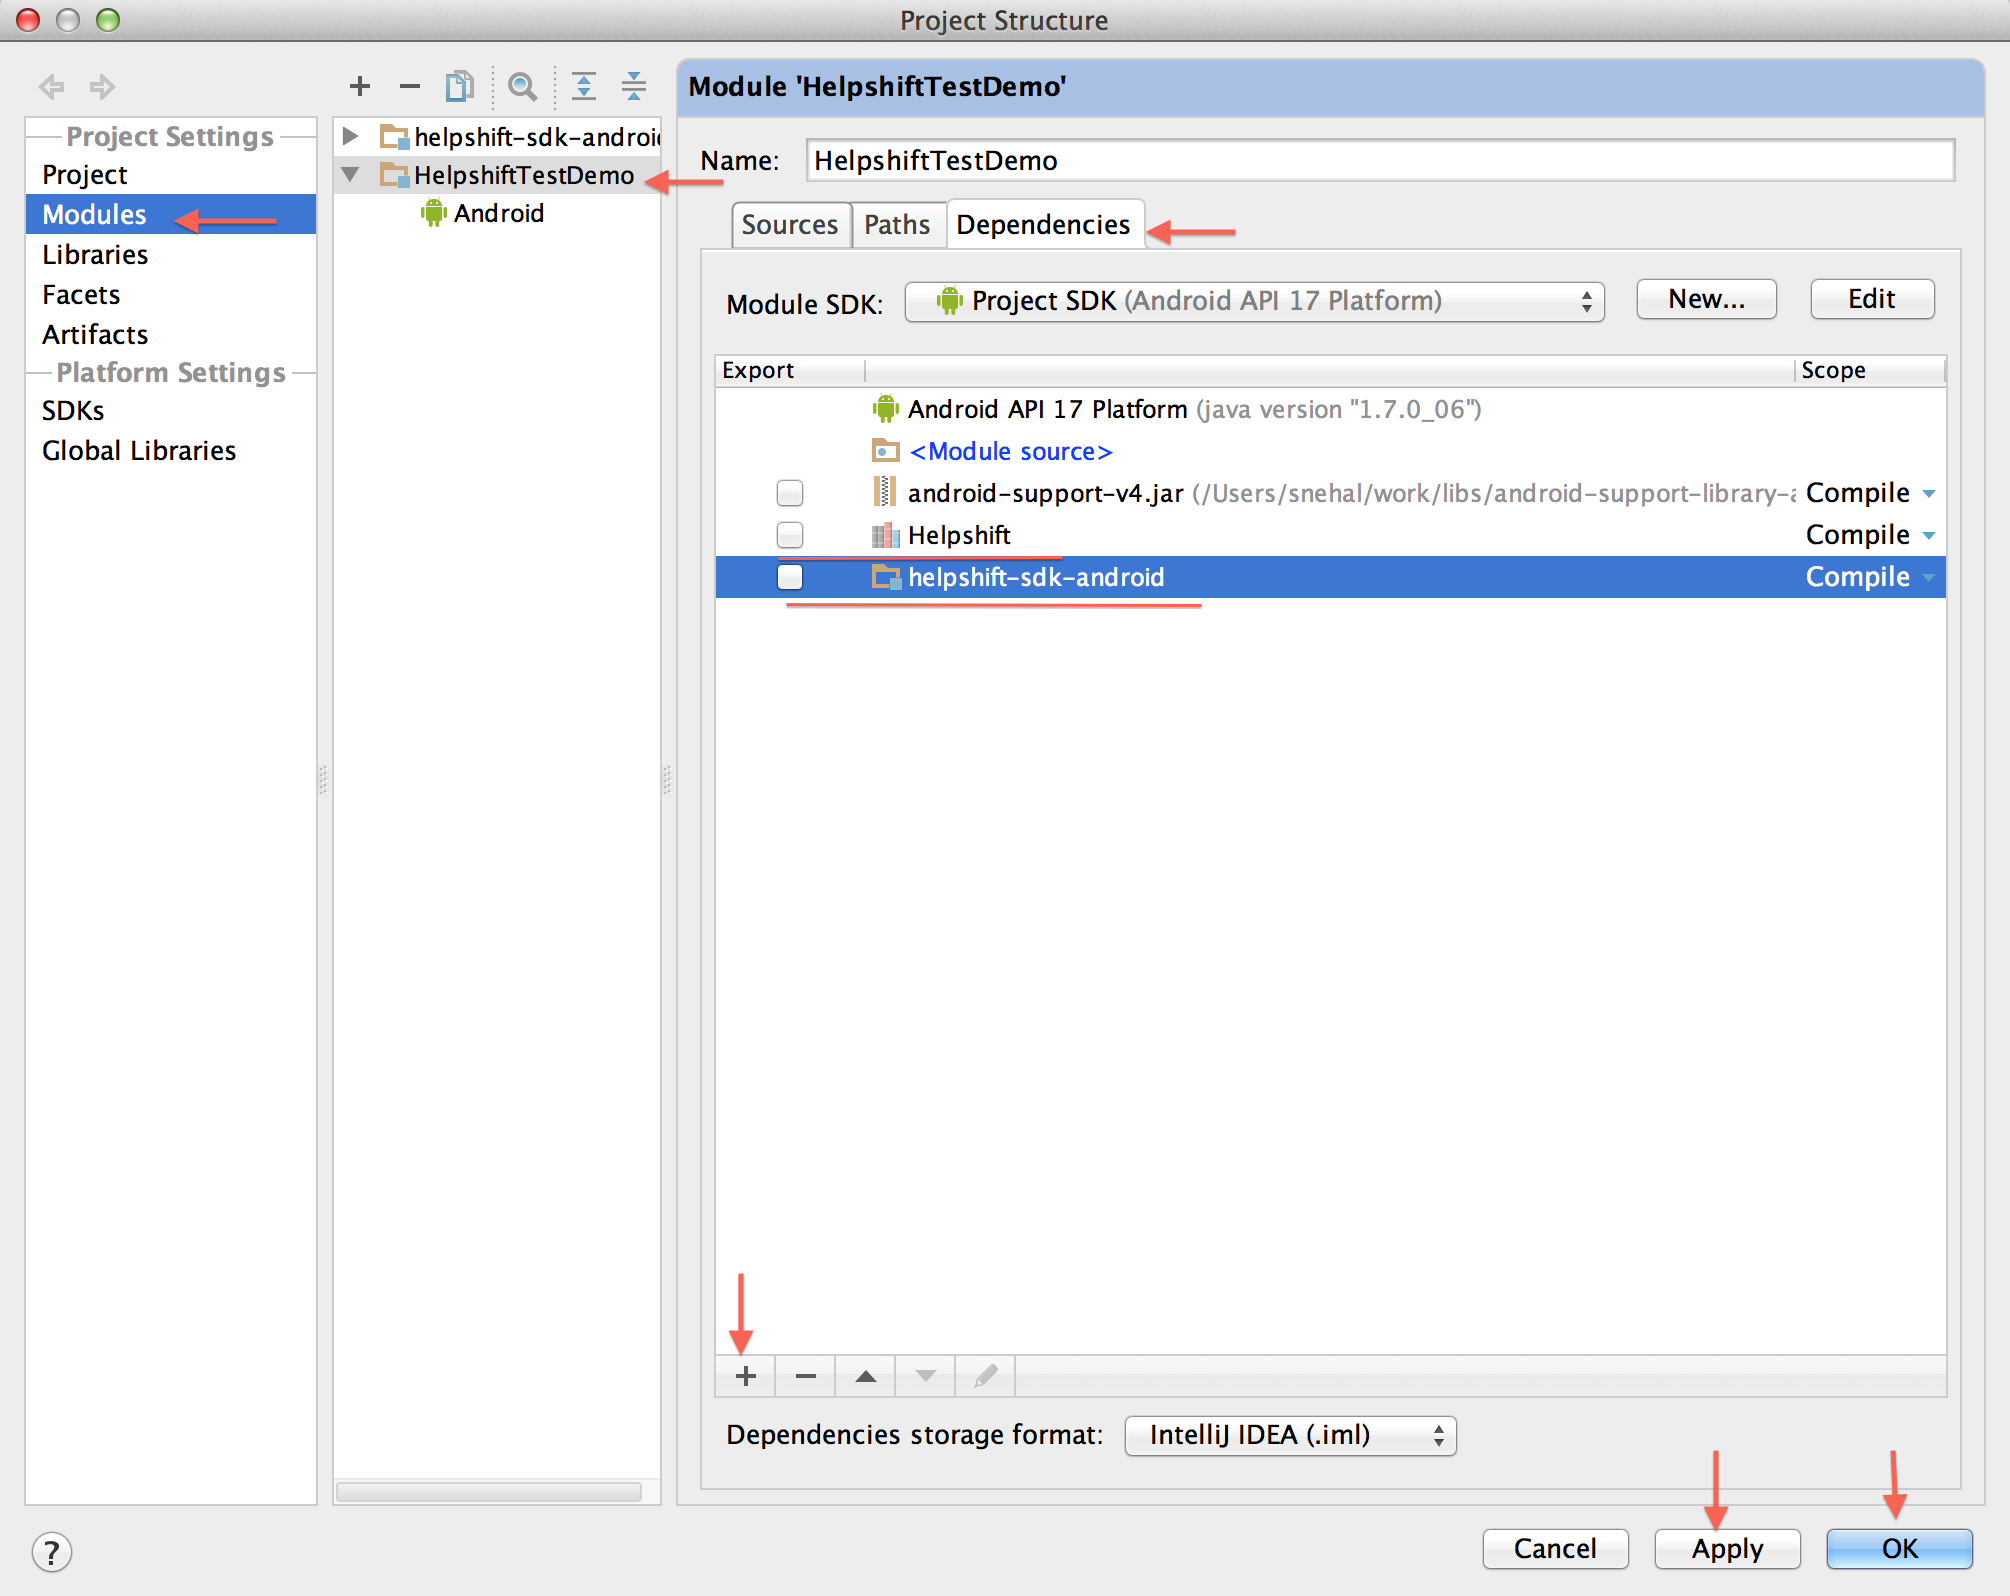 Project Structure
Project Settings
Project
Modules
Libraries
Facets
Artifacts
Platform Settings
SDKs
Global Libraries
helpshift-sdk-androi
HelpshiftTestDemo
Android
Module 'HelpshiftTestDemo'
Name: HelpshiftTestDemo
Sources Paths Dependencies
Module SDK: Project SDK (Android API 17 Platform) New... Edit
Export Scope
Android API 17 Platform (java version "1.7.0_06")
<Module source>
android-support-v4.jar (/Users/snehal/work/libs/android-support-library-a Compile
Helpshift Compile
helpshift-sdk-android Compile
Dependencies storage format: IntelliJ IDEA (.iml)
? Cancel Apply OK